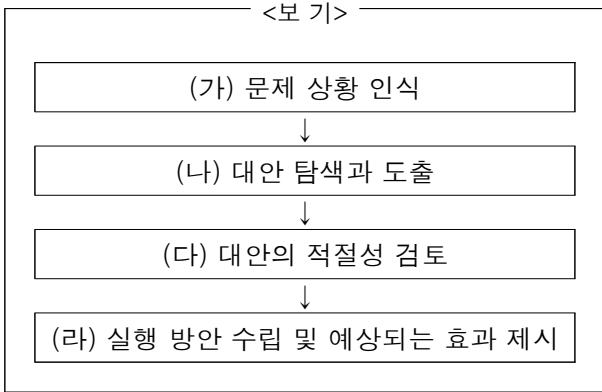 <보 기>
(가) 문제 상황 인식
↓
(나) 대안 탐색과 도출
↓
(다) 대안의 적절성 검토
↓
(라) 실행 방안 수립 및 예상되는 효과 제시